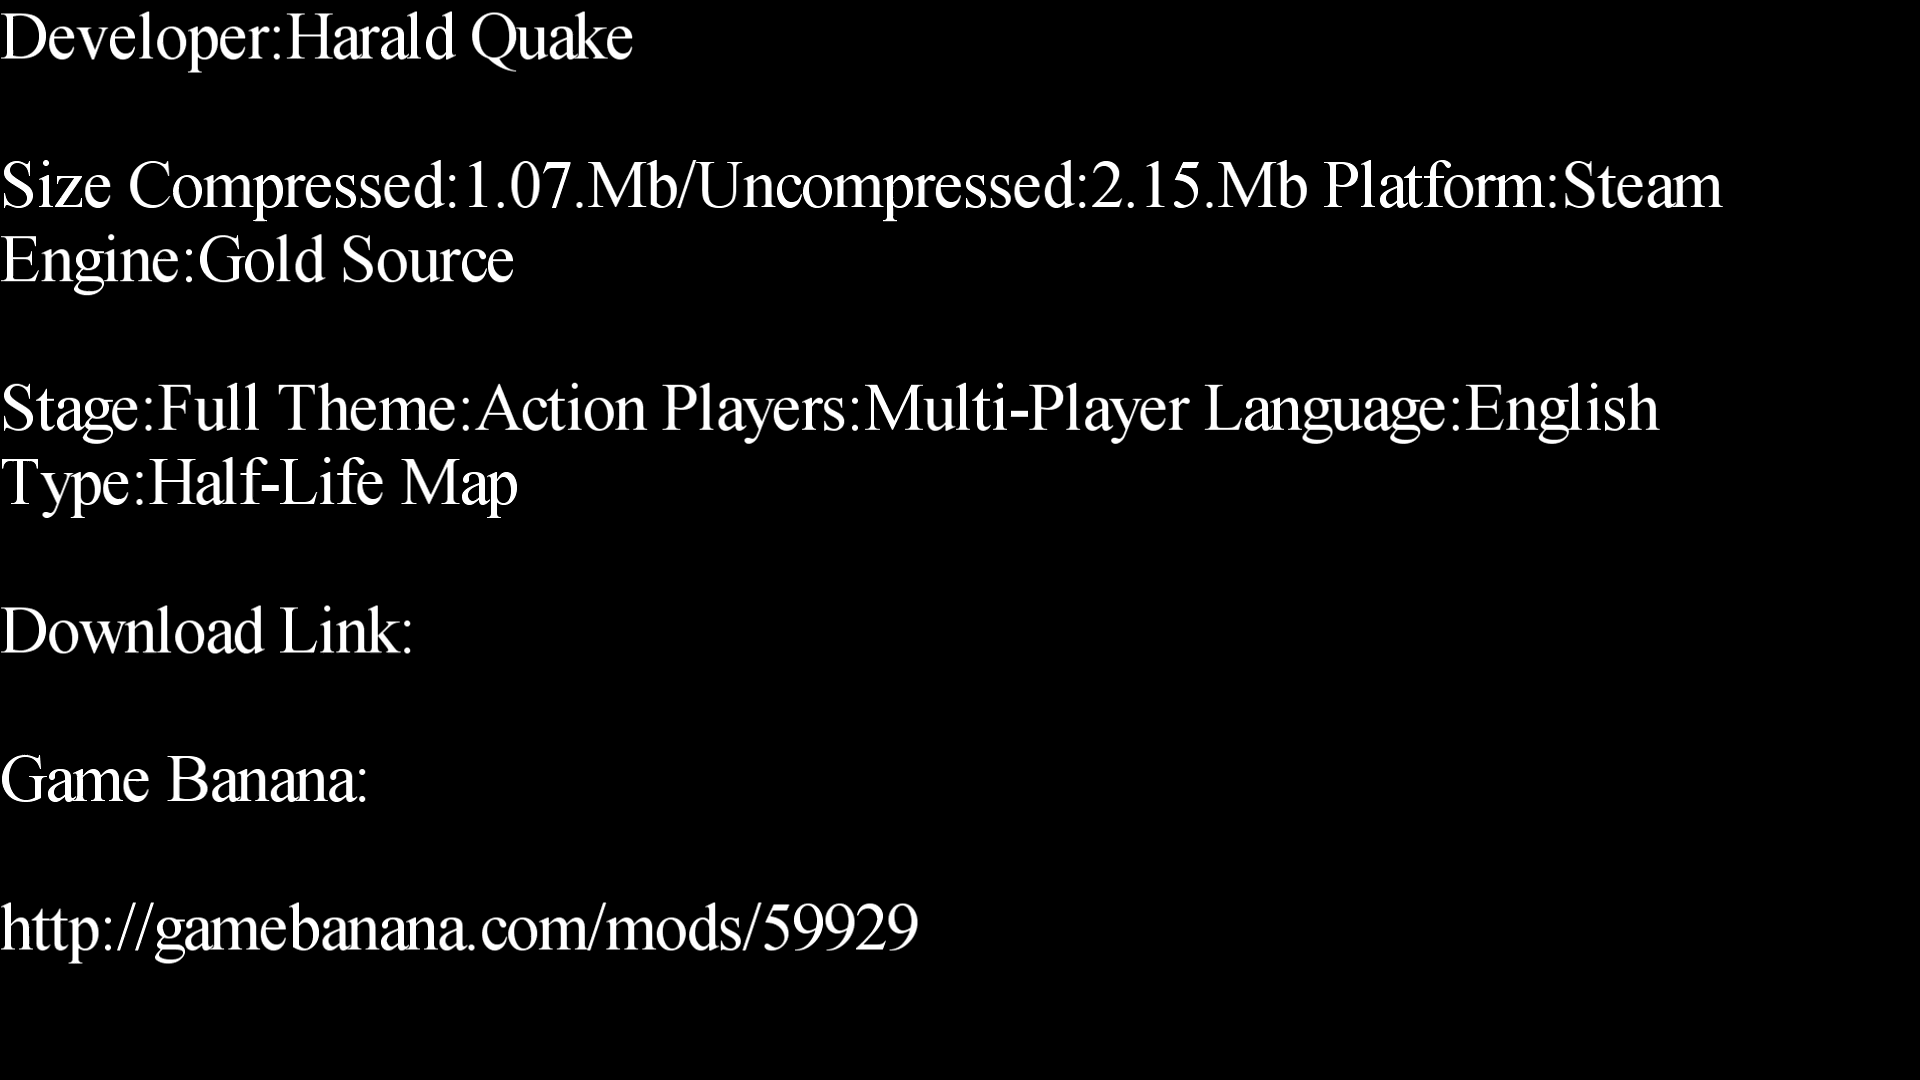 Developer:Harald Quake
Size Compressed:1.07.Mb/Uncompressed:2.15.Mb Platform:Steam
Engine:Gold Source
Stage:Full Theme:Action Players:Multi-Player Language:English
Type:Half-Life Map
Download Link:
Game Banana:
http://gamebanana.com/mods/59929